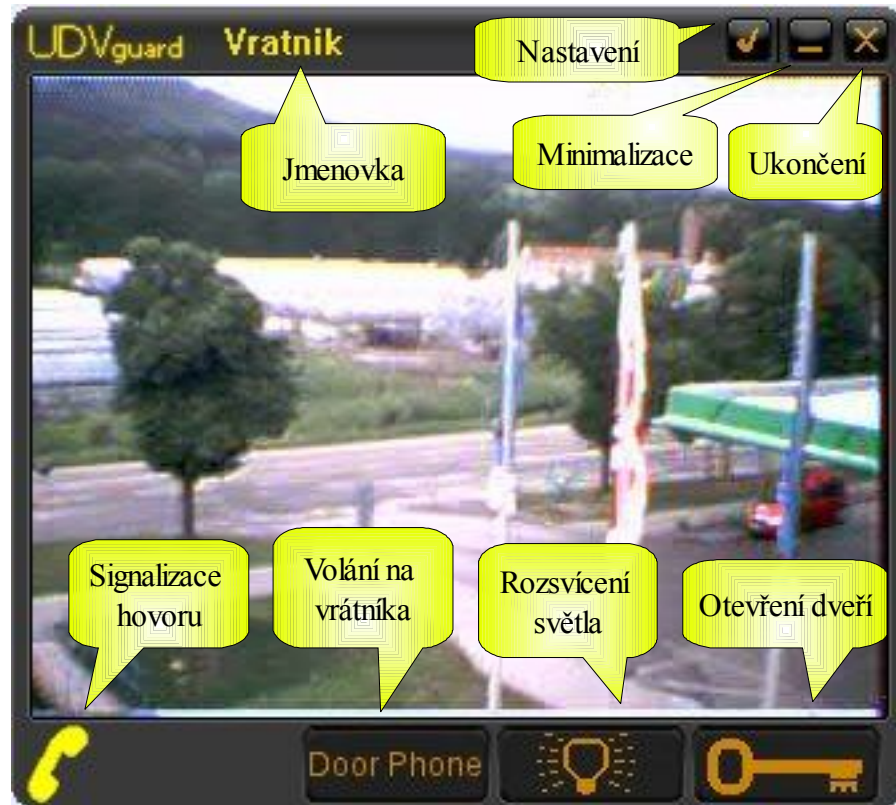 UDVguard Vratnik
Nastavení
Jmenovka
Minimalizace
Ukončení
Signalizace
hovoru
Volání na
vrátníka
Rozsvícení
světla
Otevření dveří
Door Phone